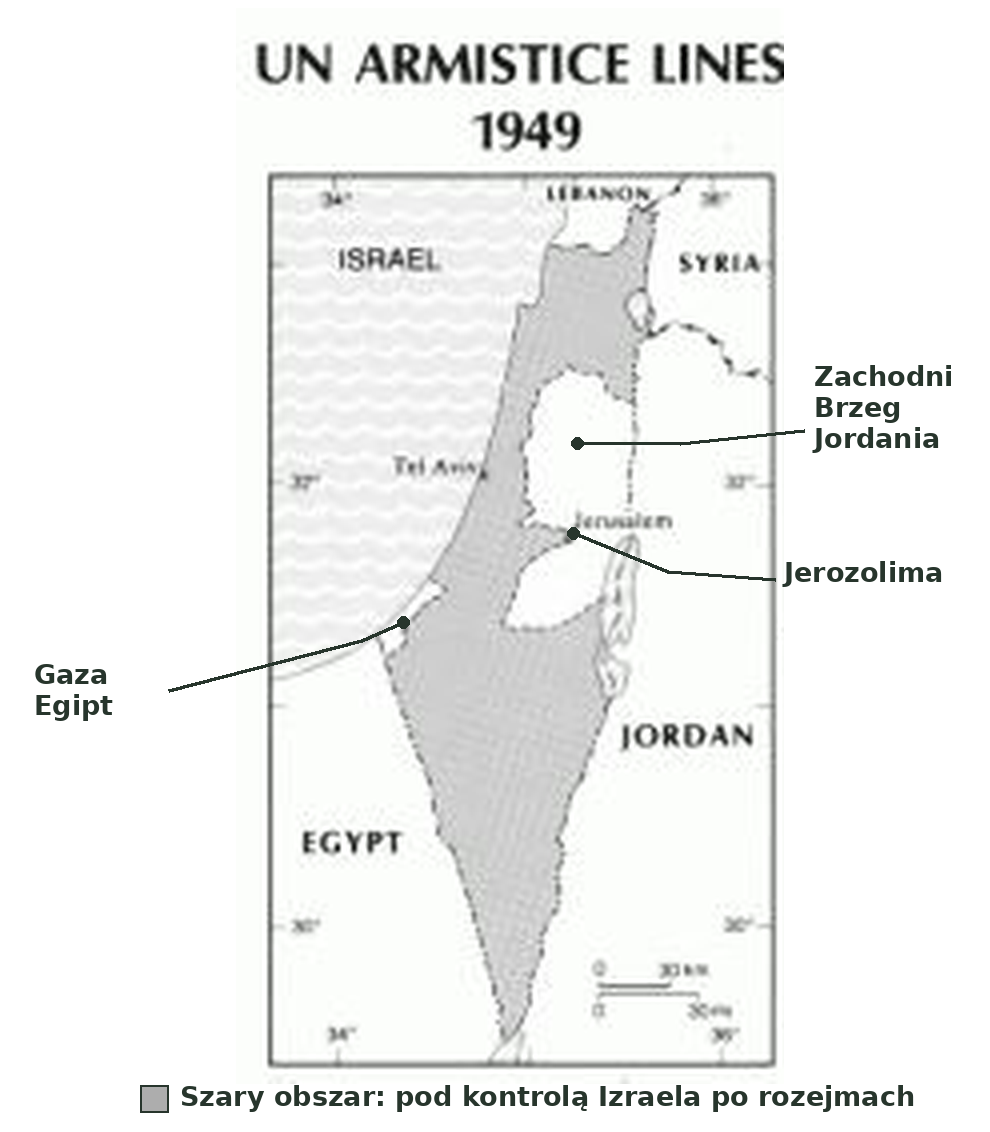 UN ARMISTICE LINES
1949
LEBANON
34°
36°
ISRAEL
SYRIA
Zachodni
Brzeg
Jordania
Tel Aviv
32°
32°
Jerusalem
Jerozolima
Gaza
Egipt
JORDAN
EGYPT
30°
30°
0 30 km
0 30 mi
34°
36°
Szary obszar: pod kontrolą Izraela po rozejmach